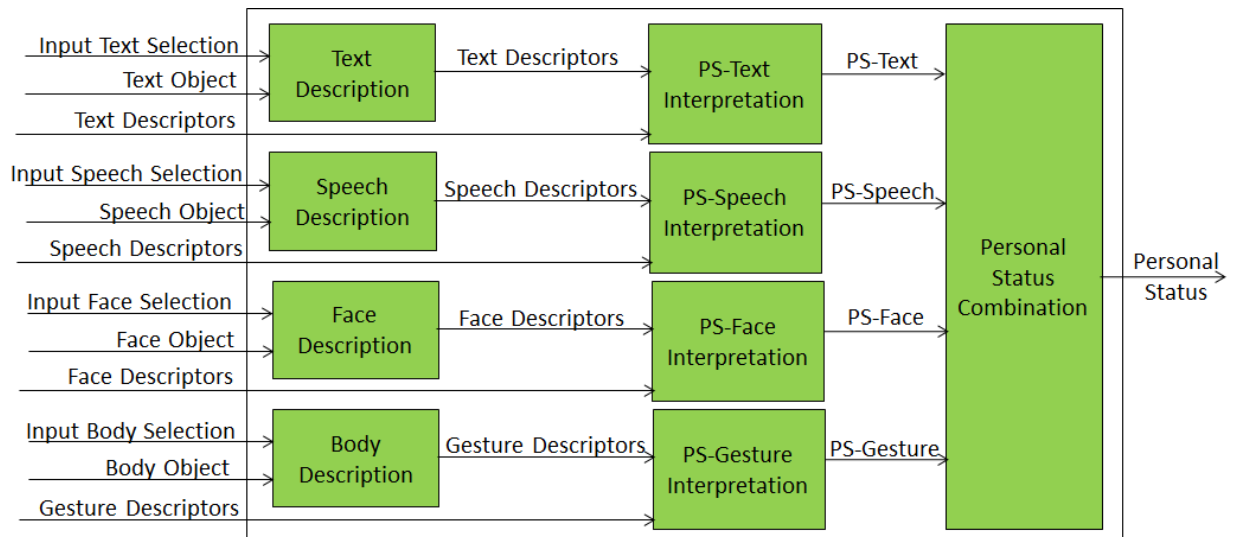 Input Text Selection
Text Object
Text Descriptors
Text
Description
Text Descriptors
PS-Text
Interpretation
PS-Text
Input Speech Selection
Speech Object
Speech Descriptors
Speech
Description
Speech Descriptors
PS-Speech
Interpretation
PS-Speech
Input Face Selection
Face Object
Face Descriptors
Face
Description
Face Descriptors
PS-Face
Interpretation
PS-Face
Input Body Selection
Body Object
Gesture Descriptors
Body
Description
Gesture Descriptors
PS-Gesture
Interpretation
PS-Gesture
Personal
Status
Combination
Personal
Status